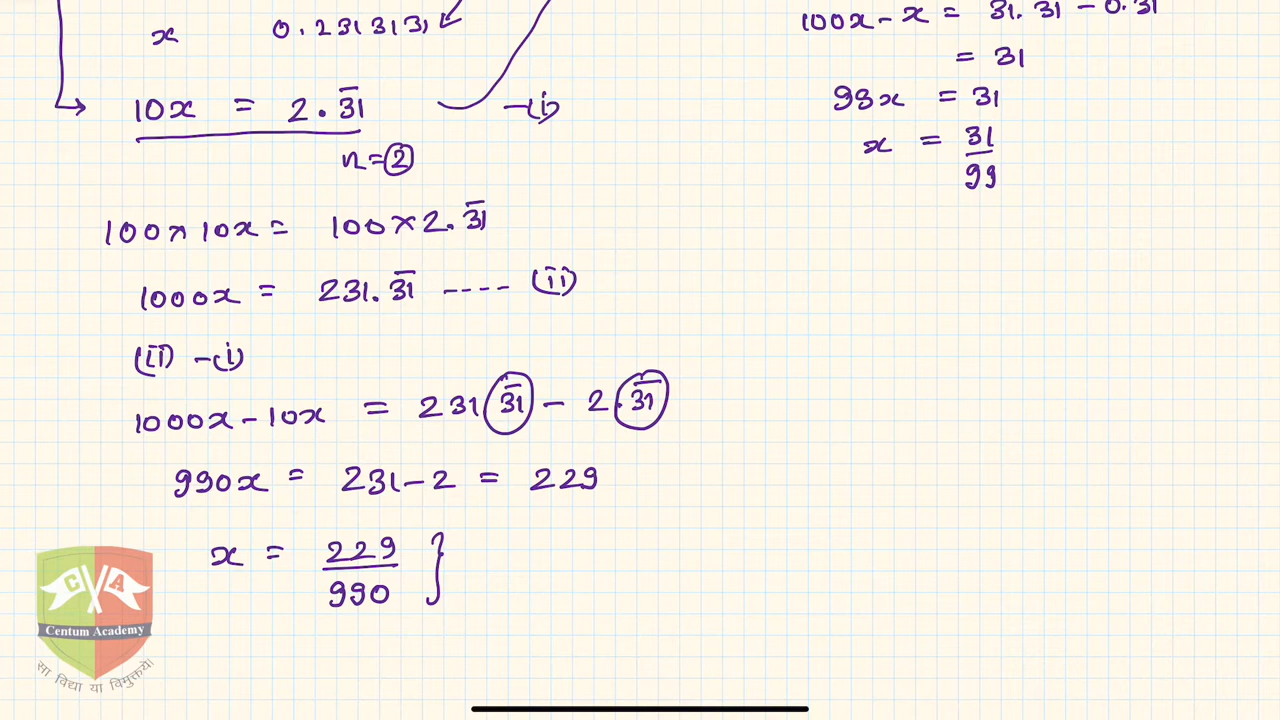 x 0.2313131
10x = 2.3̅1̅ -(i)
n=2
100 × 10x = 100 × 2.3̅1̅
1000x = 231.3̅1̅ ---- (ii)
(ii) - (i)
1000x - 10x = 231 3̅1̅ - 2.3̅1̅
990x = 231 - 2 = 229
x = 229/990 }
100x - x = 31.31 - 0.31
= 31
99x = 31
x = 31/99
C A
Centum Academy
सा विद्या या विमुक्तये।